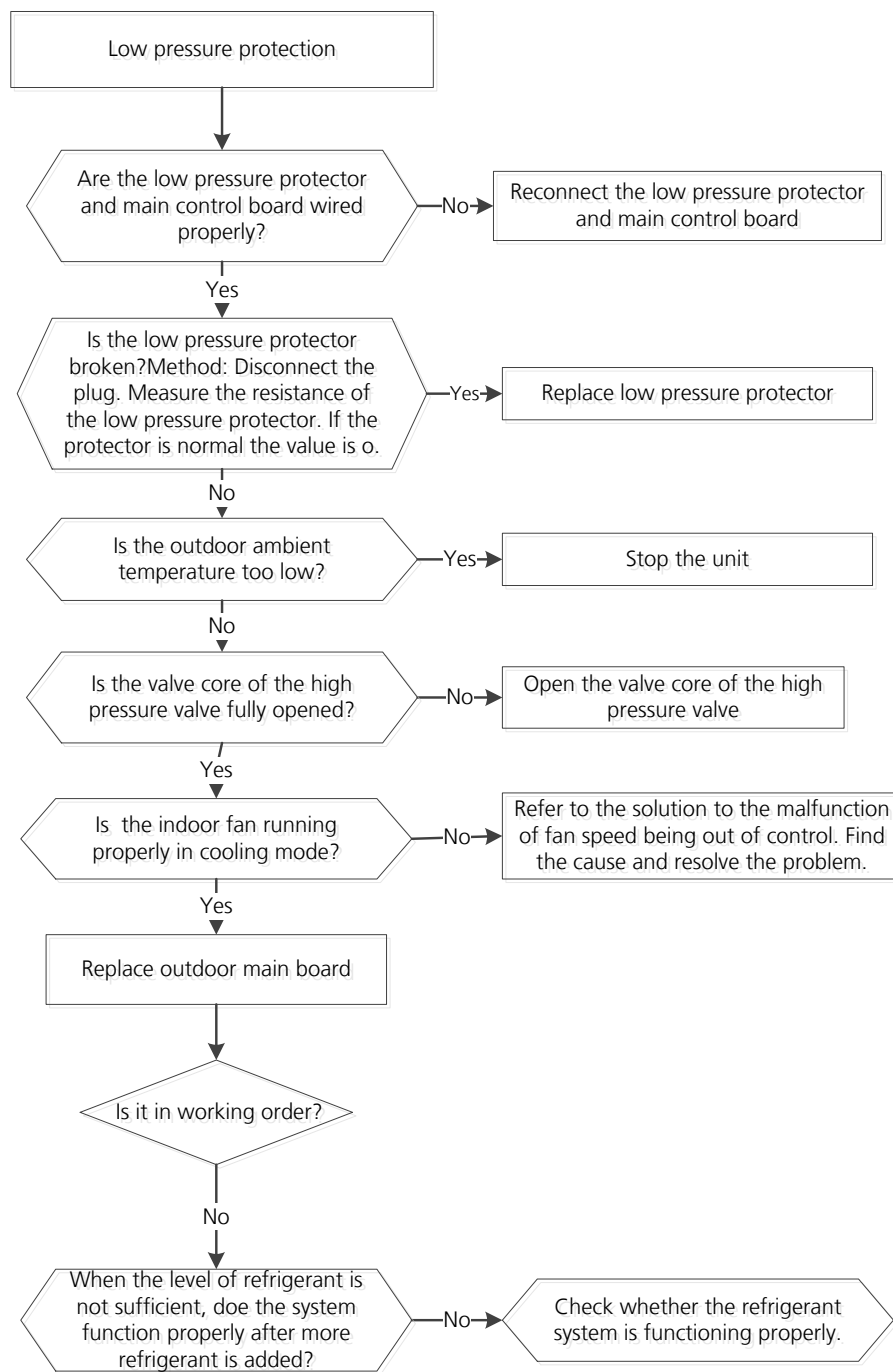 Low pressure protection
Are the low pressure protector
and main control board wired
properly?
No
Reconnect the low pressure protector
and main control board
Yes
Is the low pressure protector
broken?Method: Disconnect the
plug. Measure the resistance of
the low pressure protector. If the
protector is normal the value is o.
Yes
Replace low pressure protector
No
Is the outdoor ambient
temperature too low?
Yes
Stop the unit
No
Is the valve core of the high
pressure valve fully opened?
No
Open the valve core of the high
pressure valve
Yes
Is the indoor fan running
properly in cooling mode?
No
Refer to the solution to the malfunction
of fan speed being out of control. Find
the cause and resolve the problem.
Yes
Replace outdoor main board
Is it in working order?
No
When the level of refrigerant is
not sufficient, doe the system
function properly after more
refrigerant is added?
No
Check whether the refrigerant
system is functioning properly.